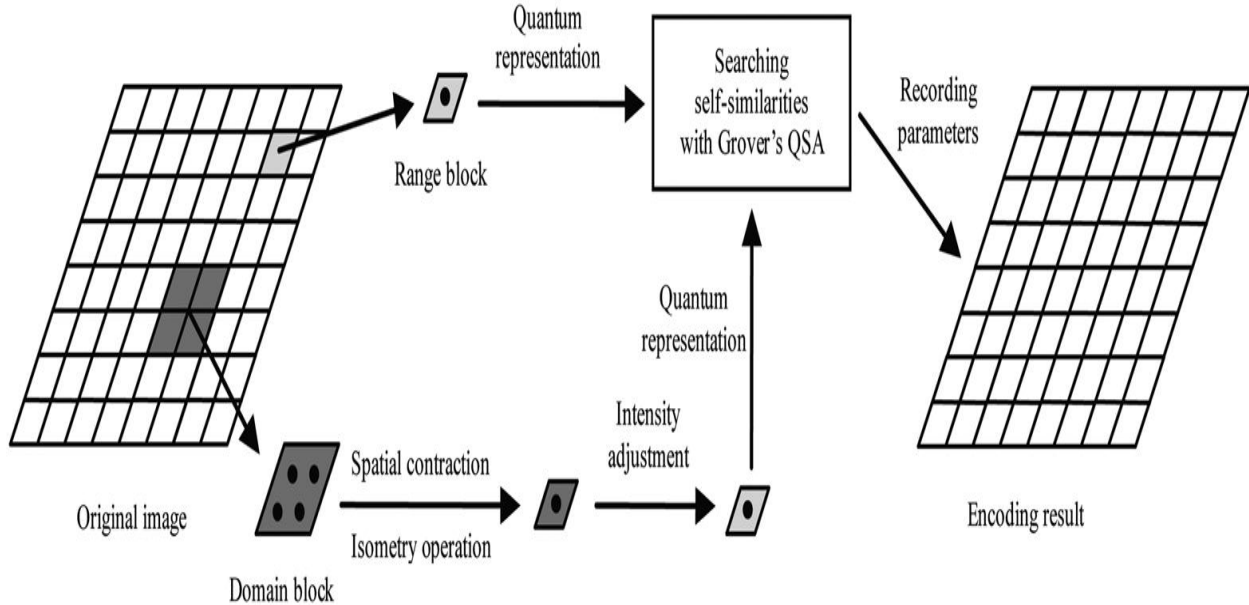 Quantum
representation
Searching
self-similarities
with Grover’s QSA
Recording
parameters
Range block
Quantum
representation
Intensity
adjustment
Spatial contraction
Isometry operation
Original image
Domain block
Encoding result